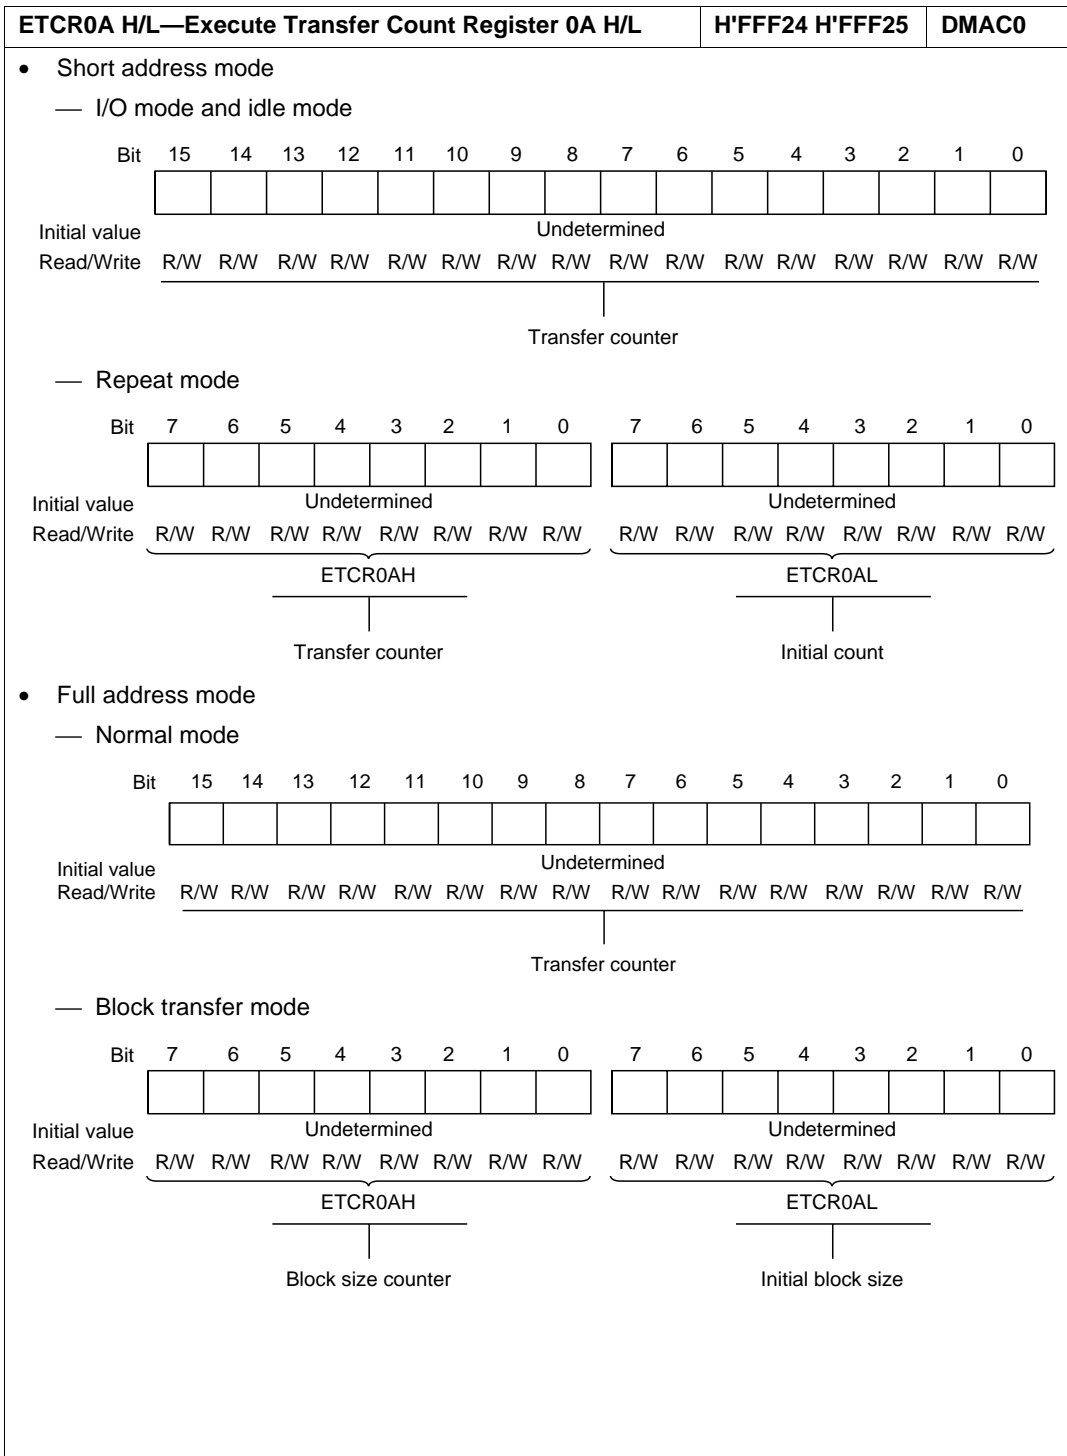 ETCR0A H/L—Execute Transfer Count Register 0A H/L H'FFF24 H'FFF25 DMAC0
• Short address mode
— I/O mode and idle mode
Bit 15 14 13 12 11 10 9 8 7 6 5 4 3 2 1 0
Initial value Undetermined
Read/Write R/W R/W R/W R/W R/W R/W R/W R/W R/W R/W R/W R/W R/W R/W R/W R/W
Transfer counter
— Repeat mode
Bit 7 6 5 4 3 2 1 0 7 6 5 4 3 2 1 0
Initial value Undetermined Undetermined
Read/Write R/W R/W R/W R/W R/W R/W R/W R/W R/W R/W R/W R/W R/W R/W R/W R/W
ETCR0AH ETCR0AL
Transfer counter Initial count
• Full address mode
— Normal mode
Bit 15 14 13 12 11 10 9 8 7 6 5 4 3 2 1 0
Initial value Undetermined
Read/Write R/W R/W R/W R/W R/W R/W R/W R/W R/W R/W R/W R/W R/W R/W R/W R/W
Transfer counter
— Block transfer mode
Bit 7 6 5 4 3 2 1 0 7 6 5 4 3 2 1 0
Initial value Undetermined Undetermined
Read/Write R/W R/W R/W R/W R/W R/W R/W R/W R/W R/W R/W R/W R/W R/W R/W R/W
ETCR0AH ETCR0AL
Block size counter Initial block size